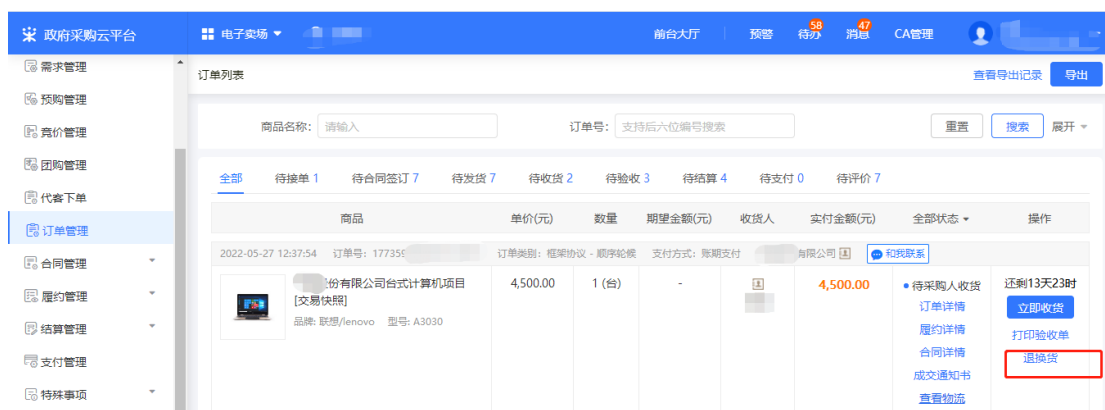 政府采购云平台 电子卖场 前台大厅 预警 待办 58 消息 47 CA管理
需求管理
预购管理
竞价管理
团购管理
代客下单
订单管理
合同管理
履约管理
结算管理
支付管理
特殊事项
订单列表 查看导出记录 导出
商品名称: 请输入 订单号: 支持后六位编号搜索 重置 搜索 展开
全部 待接单 1 待合同签订 7 待发货 7 待收货 2 待验收 3 待结算 4 待支付 0 待评价 7
商品 单价(元) 数量 期望金额(元) 收货人 实付金额(元) 全部状态 操作
2022-05-27 12:37:54 订单号: 177359 订单类别: 框架协议 - 顺序轮候 支付方式: 账期支付 有限公司 和我联系
份有限公司台式计算机项目 4,500.00 1 (台) - 4,500.00 待采购人收货 还剩13天23时
[交易快照] 订单详情 立即收货
品牌: 联想/lenovo 型号: A3030 履约详情 打印验收单
合同详情 退换货
成交通知书
查看物流